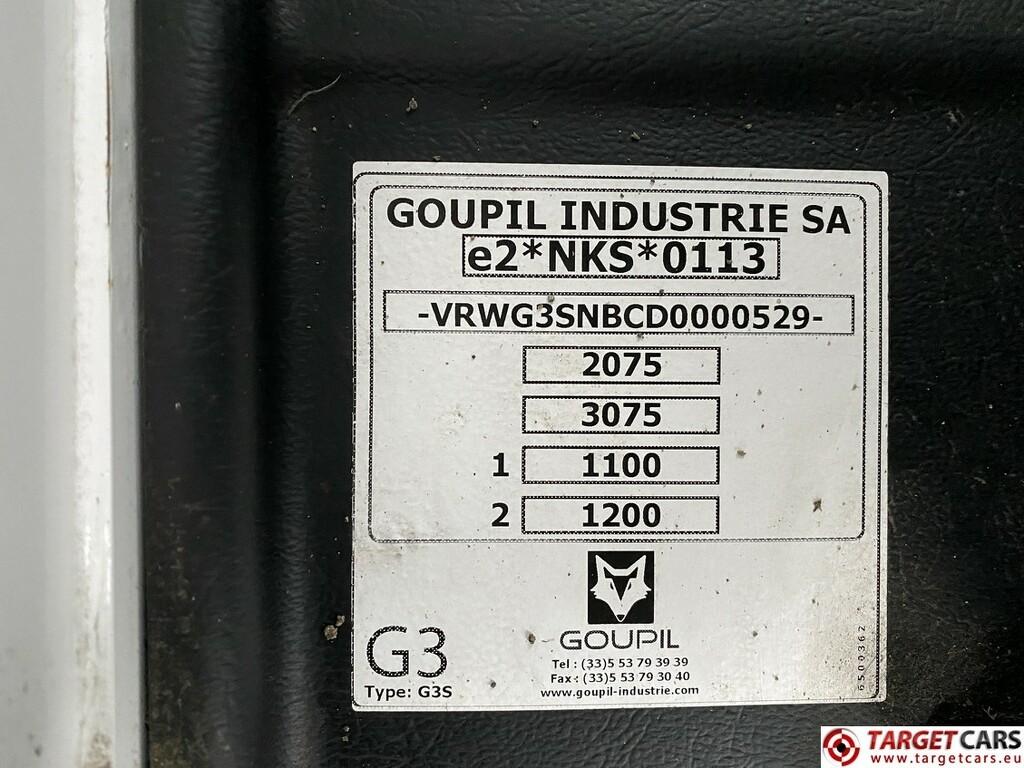 GOUPIL INDUSTRIE SA
e2*NKS*0113
-VRWG3SNBCD0000529-
2075
3075
1 1100
2 1200
GOUPIL
G3
Type: G3S
Tel : (33)5 53 79 39 39
Fax : (33)5 53 79 30 40
www.goupil-industrie.com
6500362
TARGETCARS
www.targetcars.eu